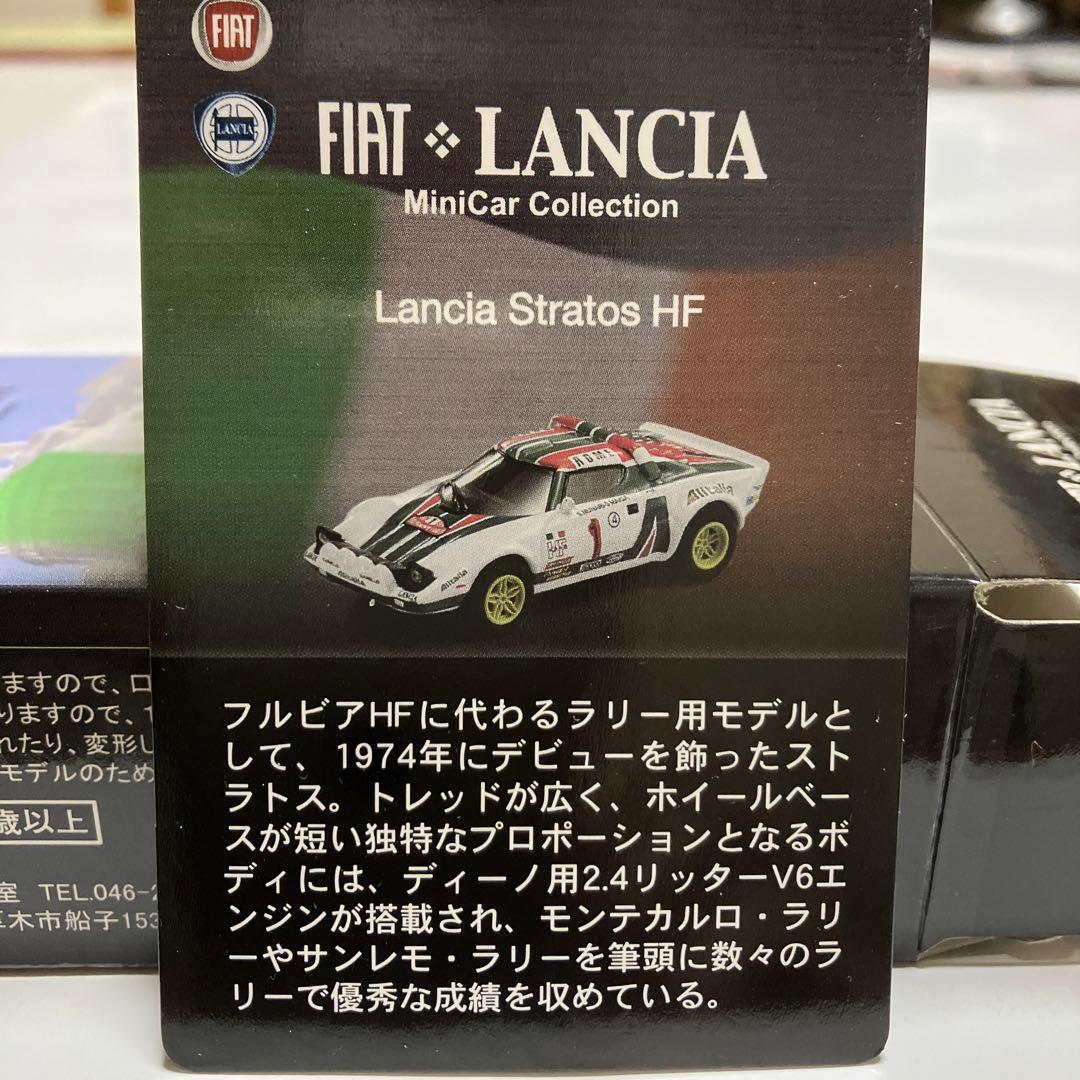 FIAT
LANCIA
FIAT LANCIA
MiniCar Collection
Lancia Stratos HF
ROMEO
Alitalia
1
4
HF
Alitalia
LANCIA
フルビアHFに代わるラリー用モデルと
して、1974年にデビューを飾ったスト
ラトス。トレッドが広く、ホイールベー
スが短い独特なプロポーションとなるボ
ディには、ディーノ用2.4リッターV6エ
ンジンが搭載され、モンテカルロ・ラリ
ーやサンレモ・ラリーを筆頭に数々のラ
リーで優秀な成績を収めている。
ますので、ロ
りますので、
れたり、変形し
モデルのため
歳以上
室 TEL.046-2
木市船子153